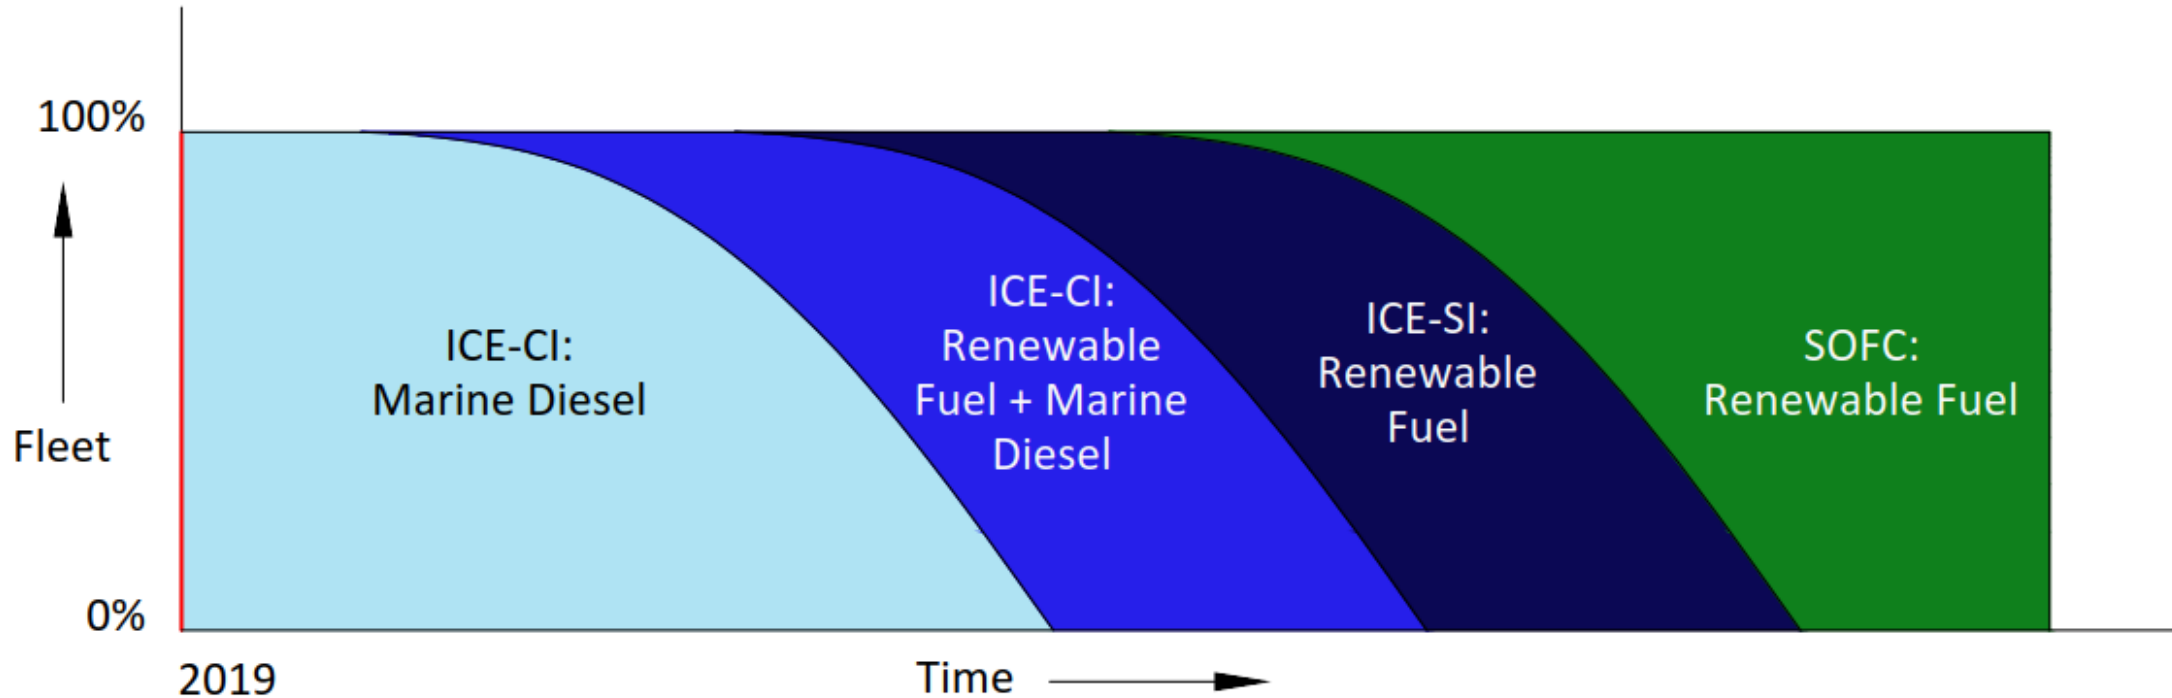 100%
Fleet
0%
2019
Time
ICE-CI:
Marine Diesel
ICE-CI:
Renewable
Fuel + Marine
Diesel
ICE-SI:
Renewable
Fuel
SOFC:
Renewable Fuel